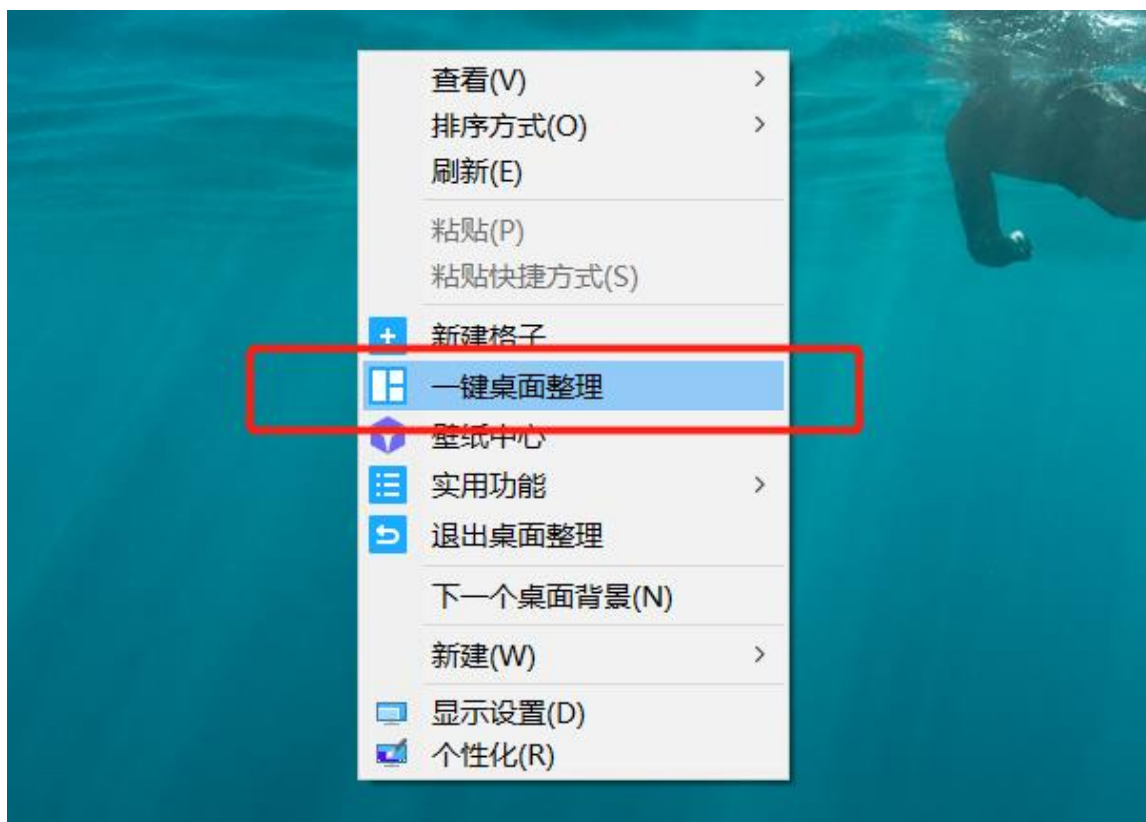 查看(V)
排序方式(O)
刷新(E)
粘贴(P)
粘贴快捷方式(S)
新建格子
一键桌面整理
壁纸中心
实用功能
退出桌面整理
下一个桌面背景(N)
新建(W)
显示设置(D)
个性化(R)